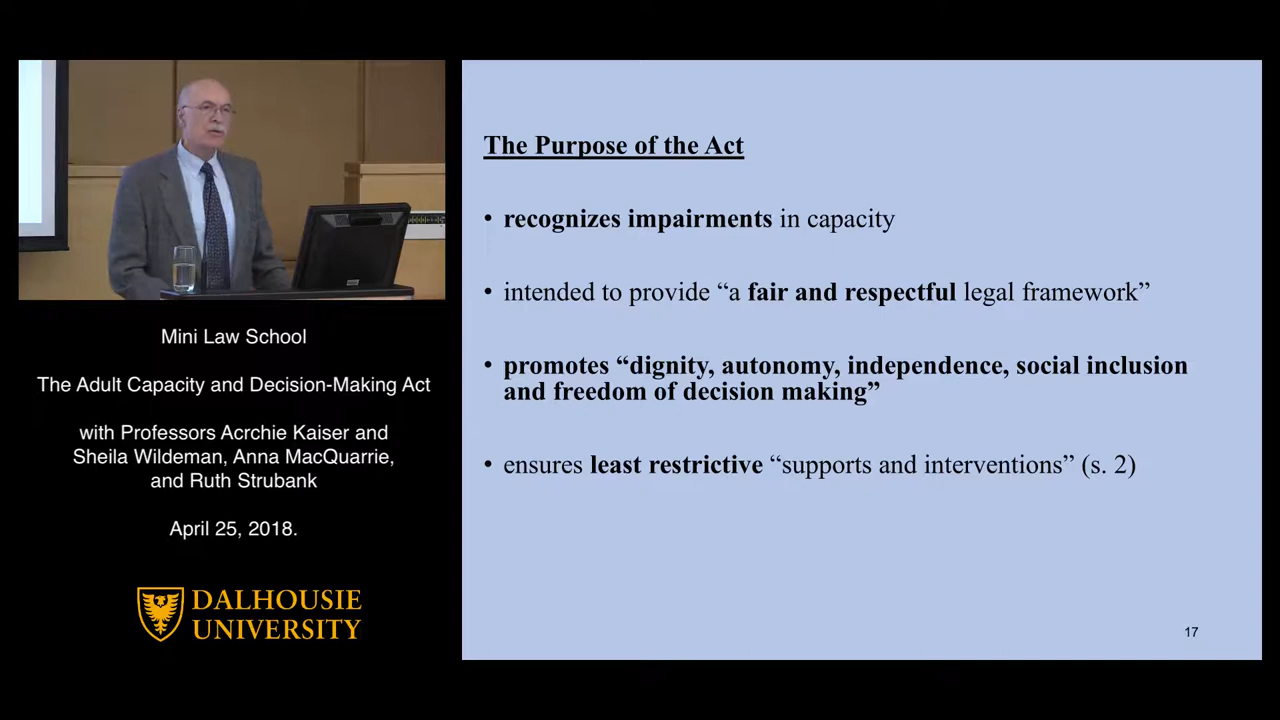 Mini Law School
The Adult Capacity and Decision-Making Act
with Professors Acrchie Kaiser and
Sheila Wildeman, Anna MacQuarrie,
and Ruth Strubank
April 25, 2018.
DALHOUSIE
UNIVERSITY
The Purpose of the Act
• recognizes impairments in capacity
• intended to provide “a fair and respectful legal framework”
• promotes “dignity, autonomy, independence, social inclusion
and freedom of decision making”
• ensures least restrictive “supports and interventions” (s. 2)
17